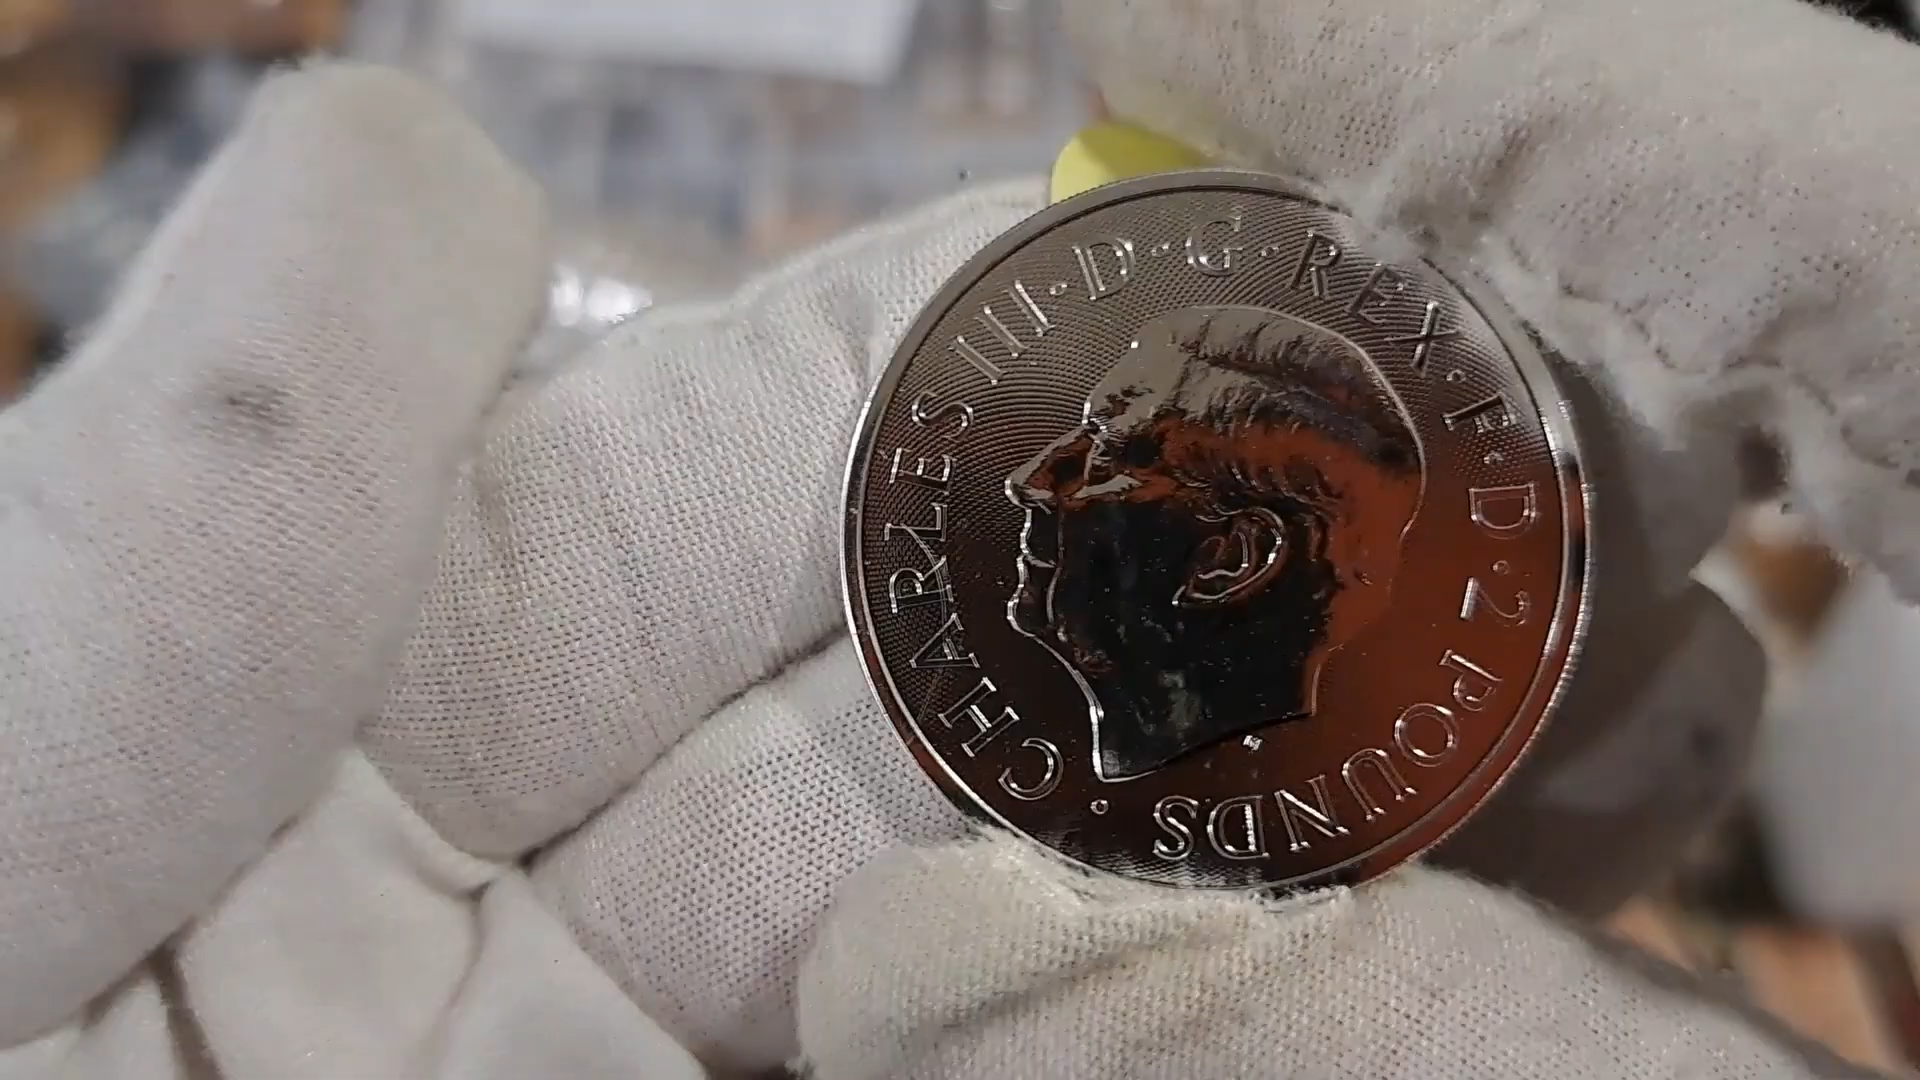 CHARLES III · D · G · REX · F · D · 2 POUNDS ·